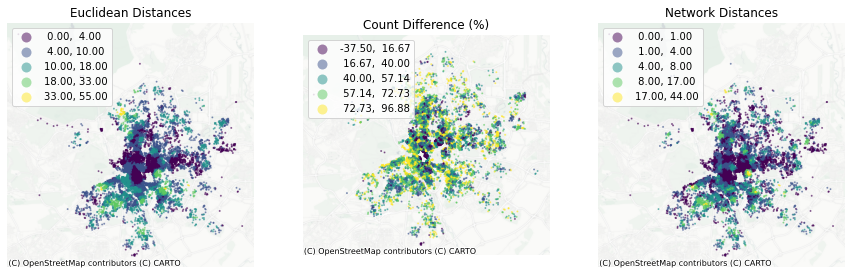 Euclidean Distances
0.00, 4.00
4.00, 10.00
10.00, 18.00
18.00, 33.00
33.00, 55.00
(C) OpenStreetMap contributors (C) CARTO
Count Difference (%)
-37.50, 16.67
16.67, 40.00
40.00, 57.14
57.14, 72.73
72.73, 96.88
(C) OpenStreetMap contributors (C) CARTO
Network Distances
0.00, 1.00
1.00, 4.00
4.00, 8.00
8.00, 17.00
17.00, 44.00
(C) OpenStreetMap contributors (C) CARTO